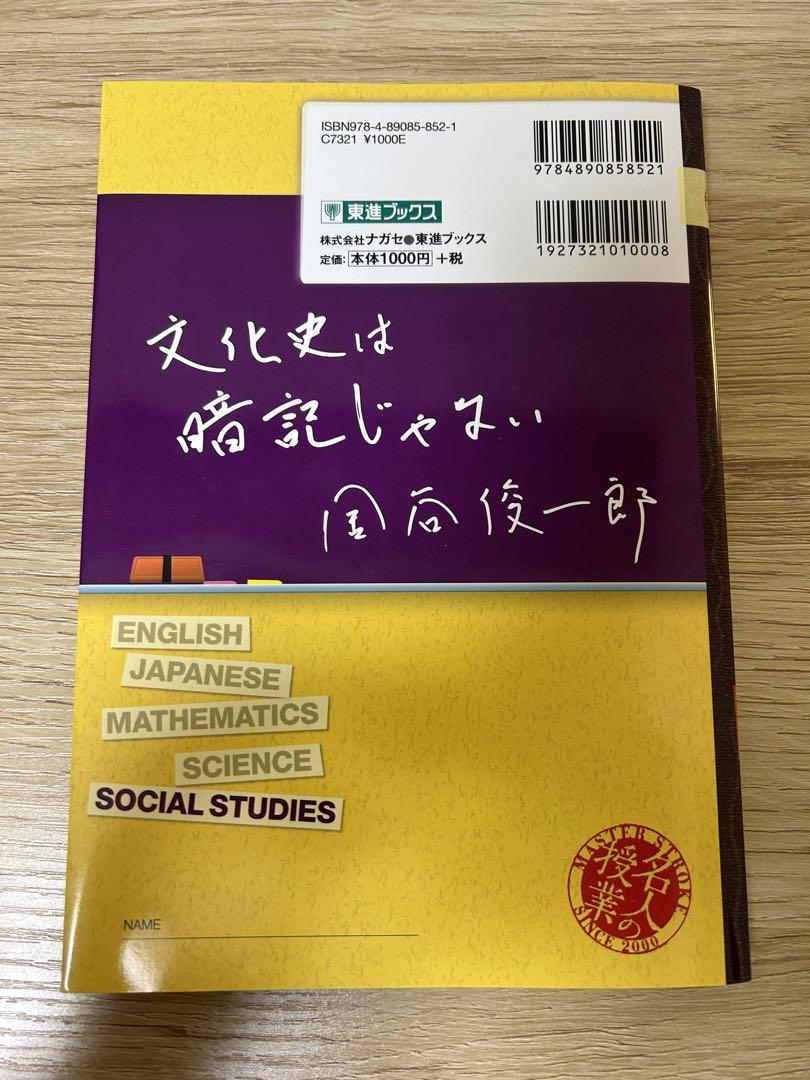 ISBN978-4-89085-852-1
C7321 ¥1000E
9784890858521
東進ブックス
株式会社ナガセ●東進ブックス
定価:本体1000円+税
1927321010008
文化史は
暗記じゃない
金谷俊一郎
ENGLISH
JAPANESE
MATHEMATICS
SCIENCE
SOCIAL STUDIES
MASTER STROKE
名人の
授業
SINCE 2000
NAME